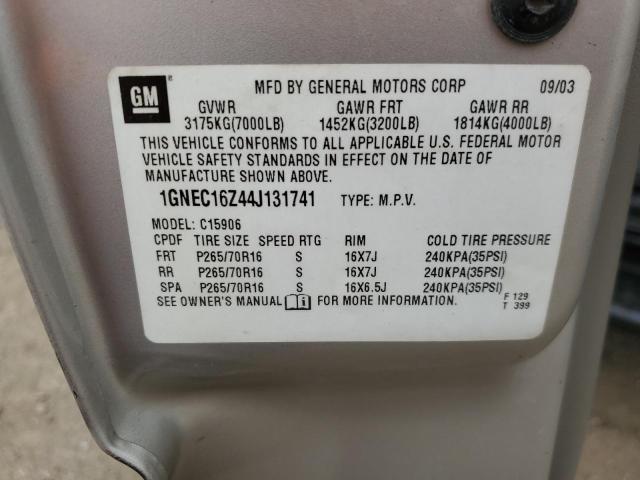 GM ® MFD BY GENERAL MOTORS CORP 09/03
GVWR GAWR FRT GAWR RR
3175KG(7000LB) 1452KG(3200LB) 1814KG(4000LB)
THIS VEHICLE CONFORMS TO ALL APPLICABLE U.S. FEDERAL MOTOR
VEHICLE SAFETY STANDARDS IN EFFECT ON THE DATE OF
MANUFACTURE SHOWN ABOVE.
1GNEC16Z44J131741 TYPE: M.P.V.
MODEL: C15906
CPDF TIRE SIZE SPEED RTG RIM COLD TIRE PRESSURE
FRT P265/70R16 S 16X7J 240KPA(35PSI)
RR P265/70R16 S 16X7J 240KPA(35PSI)
SPA P265/70R16 S 16X6.5J 240KPA(35PSI)
SEE OWNER'S MANUAL i FOR MORE INFORMATION. F 129
T 399